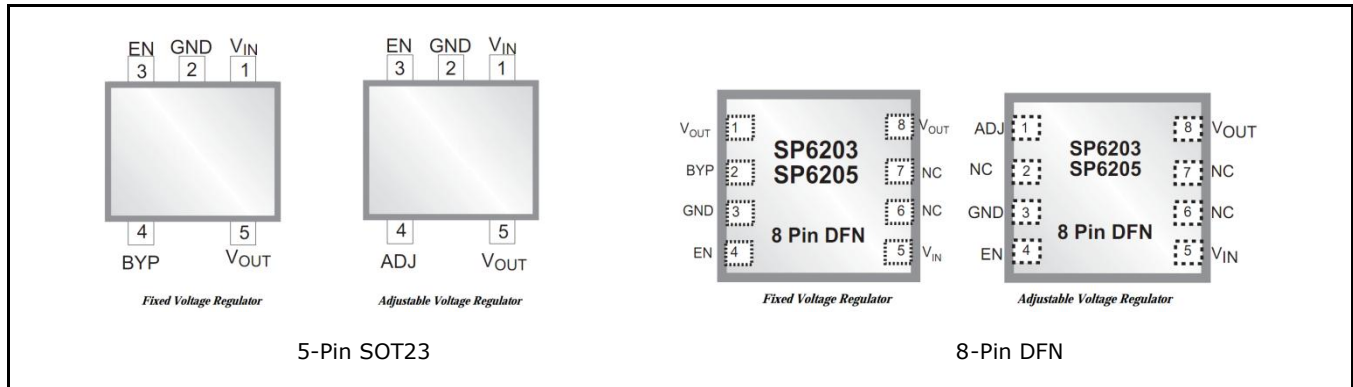 EN GND VIN
3 2 1
4 5
BYP VOUT
Fixed Voltage Regulator
EN GND VIN
3 2 1
4 5
ADJ VOUT
Adjustable Voltage Regulator
5-Pin SOT23
VOUT 1 8 VOUT
SP6203
SP6205
BYP 2 7 NC
GND 3 6 NC
8 Pin DFN
EN 4 5 VIN
Fixed Voltage Regulator
ADJ 1 8 VOUT
SP6203
SP6205
NC 2 7 NC
GND 3 6 NC
8 Pin DFN
EN 4 5 VIN
Adjustable Voltage Regulator
8-Pin DFN